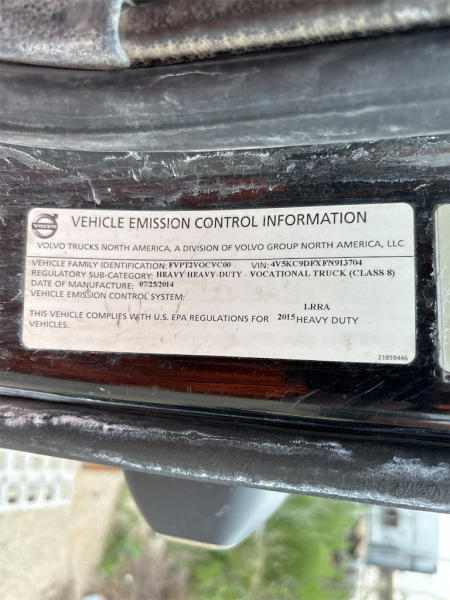 VOLVO
VEHICLE EMISSION CONTROL INFORMATION
VOLVO TRUCKS NORTH AMERICA, A DIVISION OF VOLVO GROUP NORTH AMERICA, LLC
VEHICLE FAMILY IDENTIFICATION: FVPT2VOCVC00 VIN: 4V5KC9DFXFN913704
REGULATORY SUB-CATEGORY: HEAVY HEAVY-DUTY - VOCATIONAL TRUCK (CLASS 8)
DATE OF MANUFACTURE: 07/25/2014
VEHICLE EMISSION CONTROL SYSTEM:
LRRA
THIS VEHICLE COMPLIES WITH U.S. EPA REGULATIONS FOR 2015 HEAVY DUTY
VEHICLES.
21859446